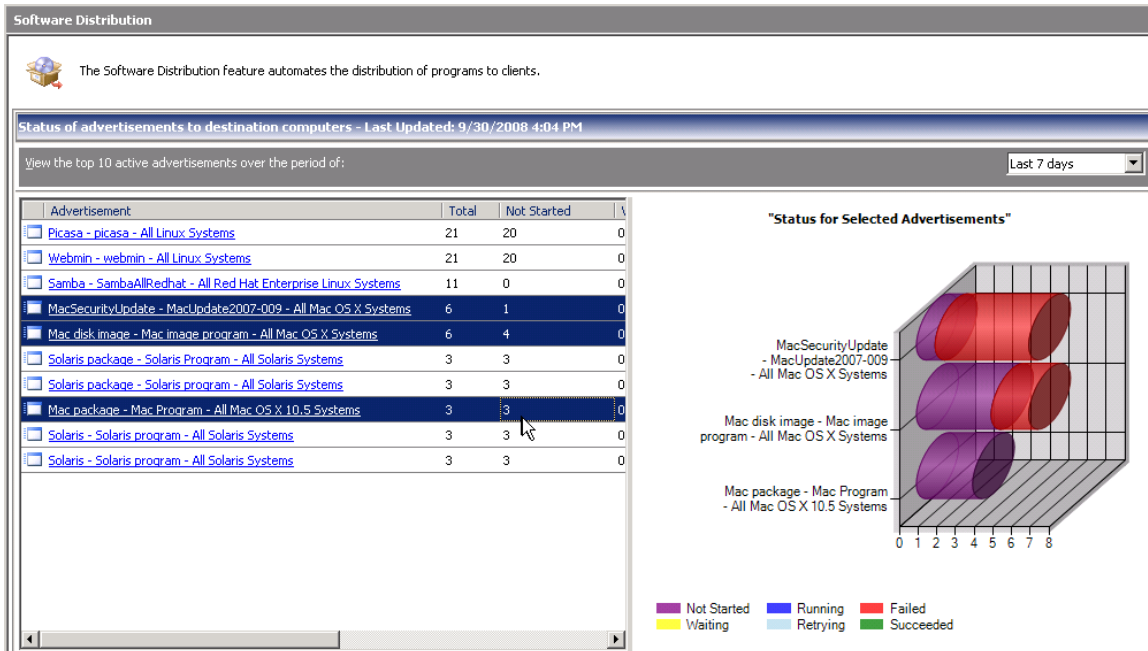 Software Distribution
The Software Distribution feature automates the distribution of programs to clients.
Status of advertisements to destination computers - Last Updated: 9/30/2008 4:04 PM
View the top 10 active advertisements over the period of:
Last 7 days
Advertisement Total Not Started
Picasa - picasa - All Linux Systems 21 20 0
Webmin - webmin - All Linux Systems 21 20 0
Samba - SambaAllRedhat - All Red Hat Enterprise Linux Systems 11 0 0
MacSecurityUpdate - MacUpdate2007-009 - All Mac OS X Systems 6 1 0
Mac disk image - Mac image program - All Mac OS X Systems 6 4 0
Solaris package - Solaris Program - All Solaris Systems 3 3 0
Solaris package - Solaris program - All Solaris Systems 3 3 0
Mac package - Mac Program - All Mac OS X 10.5 Systems 3 3 0
Solaris - Solaris program - All Solaris Systems 3 3 0
Solaris - Solaris program - All Solaris Systems 3 3 0
"Status for Selected Advertisements"
MacSecurityUpdate
- MacUpdate2007-009
- All Mac OS X Systems
Mac disk image - Mac image
program - All Mac OS X Systems
Mac package - Mac Program
- All Mac OS X 10.5 Systems
0 1 2 3 4 5 6 7 8
Not Started Running Failed
Waiting Retrying Succeeded